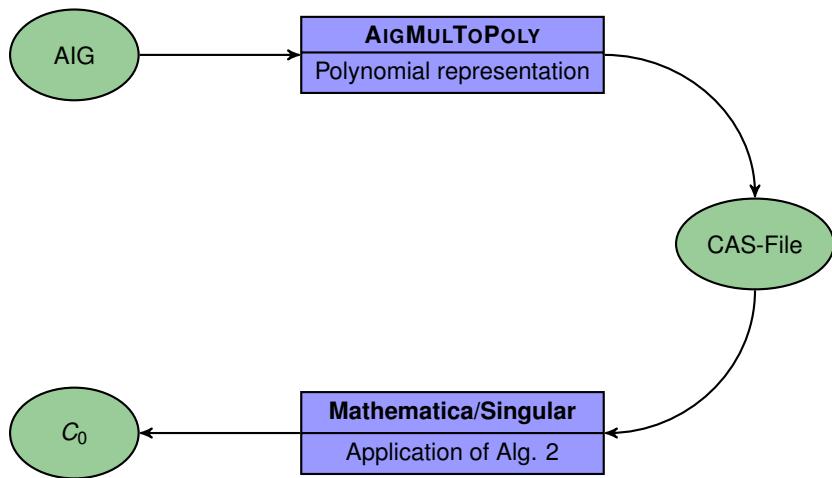 AIG
AIGMULTOPOLY
Polynomial representation
CAS-File
Mathematica/Singular
Application of Alg. 2
C₀